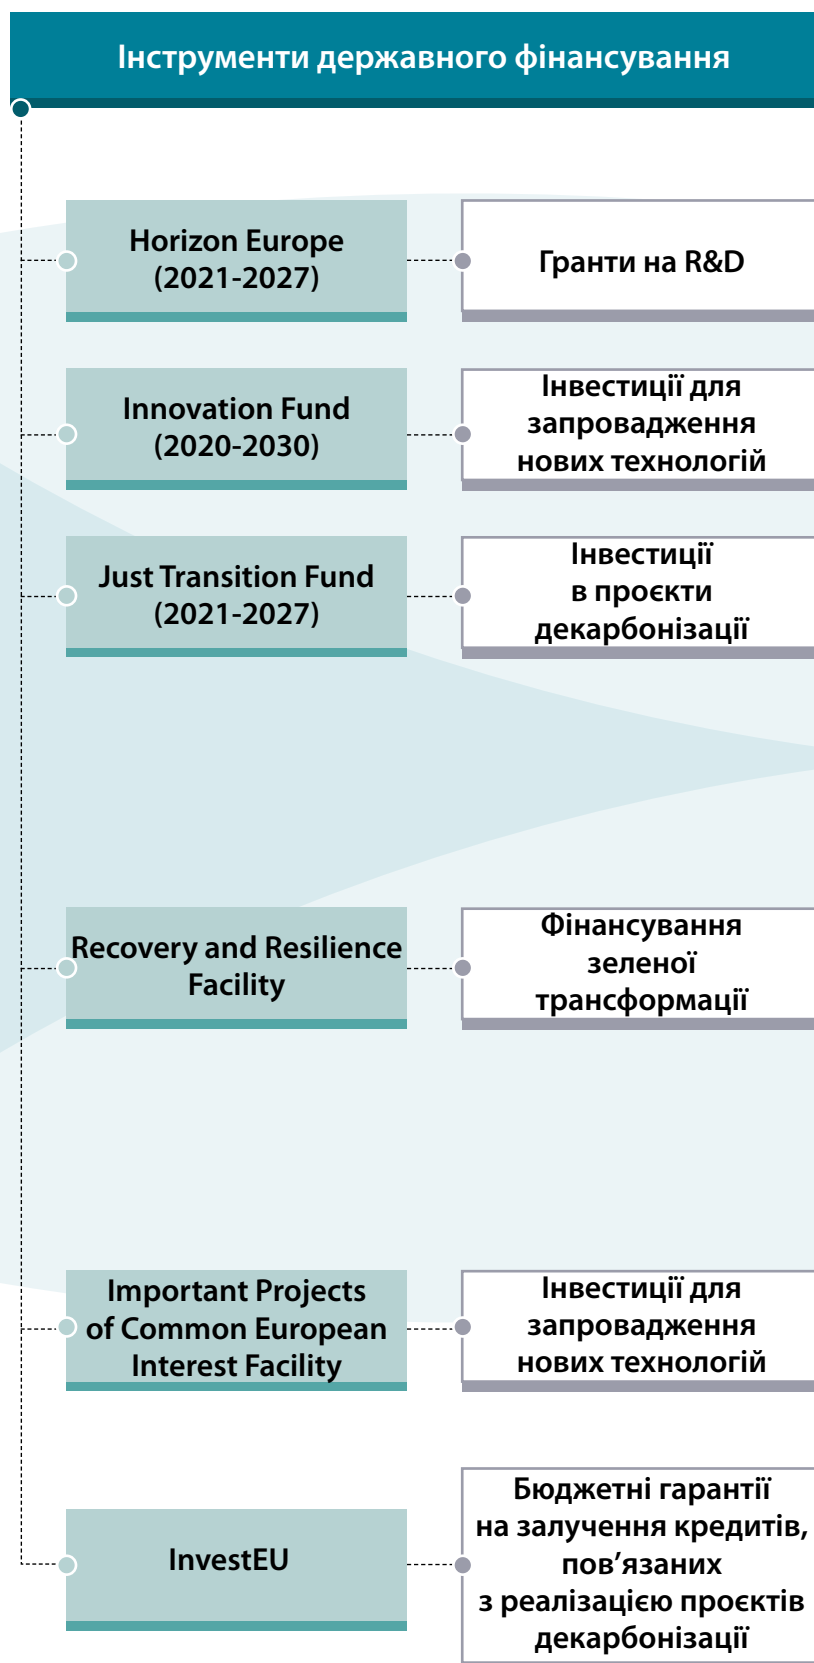 Інструменти державного фінансування
Horizon Europe
(2021-2027)
Гранти на R&D
Innovation Fund
(2020-2030)
Інвестиції для
запровадження
нових технологій
Just Transition Fund
(2021-2027)
Інвестиції
в проєкти
декарбонізації
Recovery and Resilience
Facility
Фінансування
зеленої
трансформації
Important Projects
of Common European
Interest Facility
Інвестиції для
запровадження
нових технологій
InvestEU
Бюджетні гарантії
на залучення кредитів,
пов’язаних
з реалізацією проєктів
декарбонізації